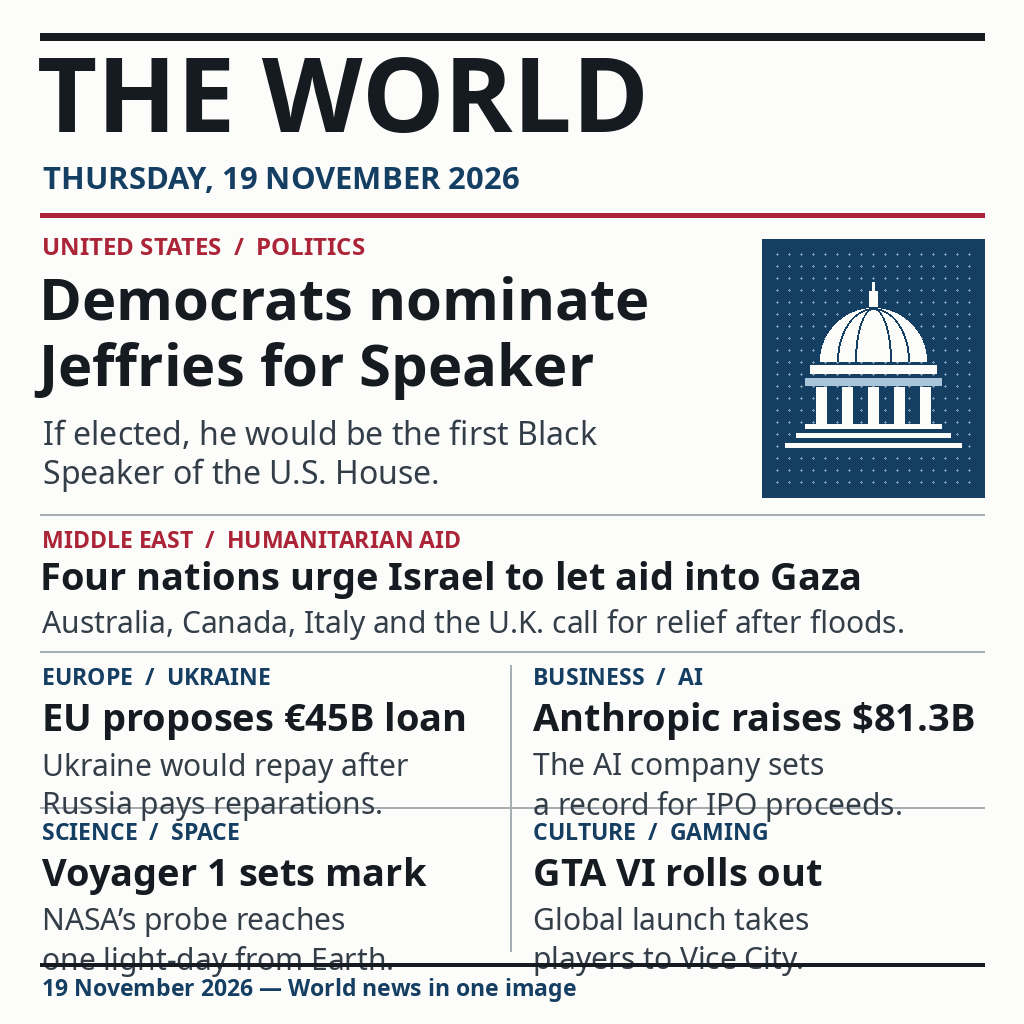 THE WORLD
THURSDAY, 19 NOVEMBER 2026
UNITED STATES / POLITICS
Democrats nominate
Jeffries for Speaker
If elected, he would be the first Black
Speaker of the U.S. House.
MIDDLE EAST / HUMANITARIAN AID
Four nations urge Israel to let aid into Gaza
Australia, Canada, Italy and the U.K. call for relief after floods.
EUROPE / UKRAINE
EU proposes €45B loan
Ukraine would repay after
Russia pays reparations.
BUSINESS / AI
Anthropic raises $81.3B
The AI company sets
a record for IPO proceeds.
SCIENCE / SPACE
Voyager 1 sets mark
NASA’s probe reaches
one light-day from Earth.
CULTURE / GAMING
GTA VI rolls out
Global launch takes
players to Vice City.
19 November 2026 — World news in one image